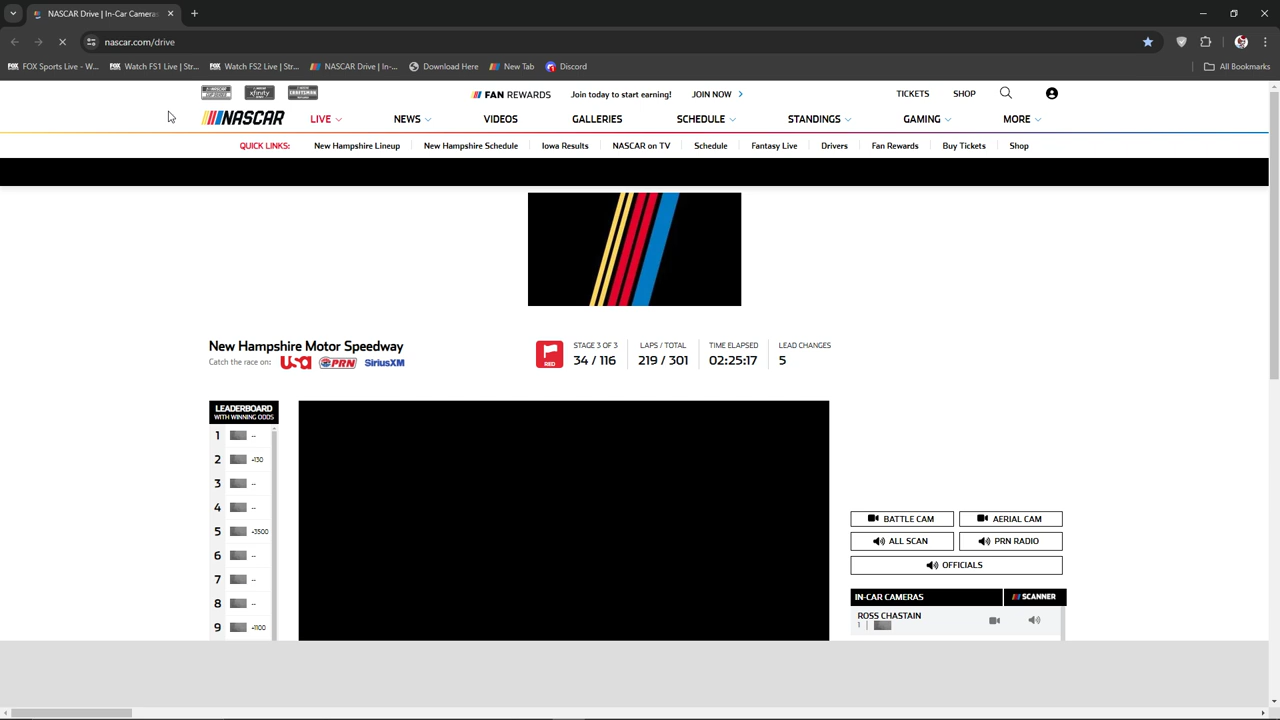 NASCAR Drive | In-Car Cameras
nascar.com/drive
FOX Sports Live - W...
Watch FS1 Live | Str...
Watch FS2 Live | Str...
NASCAR Drive | In-...
Download Here
New Tab
Discord
All Bookmarks
xfinity
CRAFTSMAN
FAN REWARDS
Join today to start earning!
JOIN NOW
TICKETS
SHOP
NASCAR
LIVE
NEWS
VIDEOS
GALLERIES
SCHEDULE
STANDINGS
GAMING
MORE
QUICK LINKS:
New Hampshire Lineup
New Hampshire Schedule
Iowa Results
NASCAR on TV
Schedule
Fantasy Live
Drivers
Fan Rewards
Buy Tickets
Shop
New Hampshire Motor Speedway
Catch the race on:
USA
PRN
SiriusXM
RED
STAGE 3 OF 3
34 / 116
LAPS / TOTAL
219 / 301
TIME ELAPSED
02:25:17
LEAD CHANGES
5
LEADERBOARD
WITH WINNING ODDS
1 --
2 +130
3 --
4 --
5 +3500
6 --
7 --
8 --
9 +1100
BATTLE CAM
AERIAL CAM
ALL SCAN
PRN RADIO
OFFICIALS
IN-CAR CAMERAS
SCANNER
ROSS CHASTAIN
1